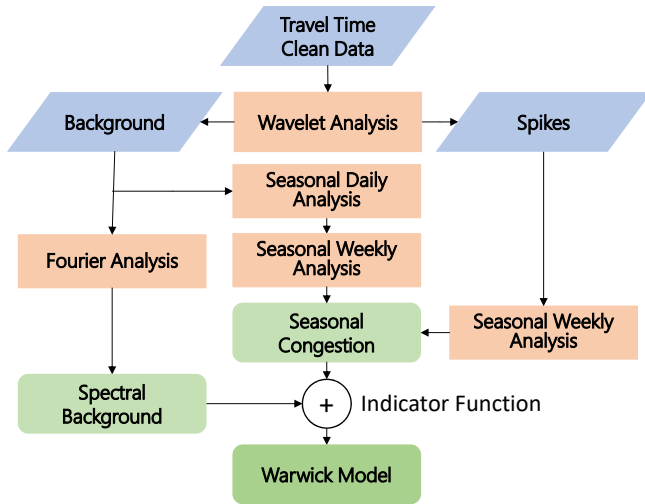 Travel Time
Clean Data
Background
Wavelet Analysis
Spikes
Seasonal Daily
Analysis
Fourier Analysis
Seasonal Weekly
Analysis
Seasonal
Congestion
Seasonal Weekly
Analysis
Spectral
Background
+
Indicator Function
Warwick Model